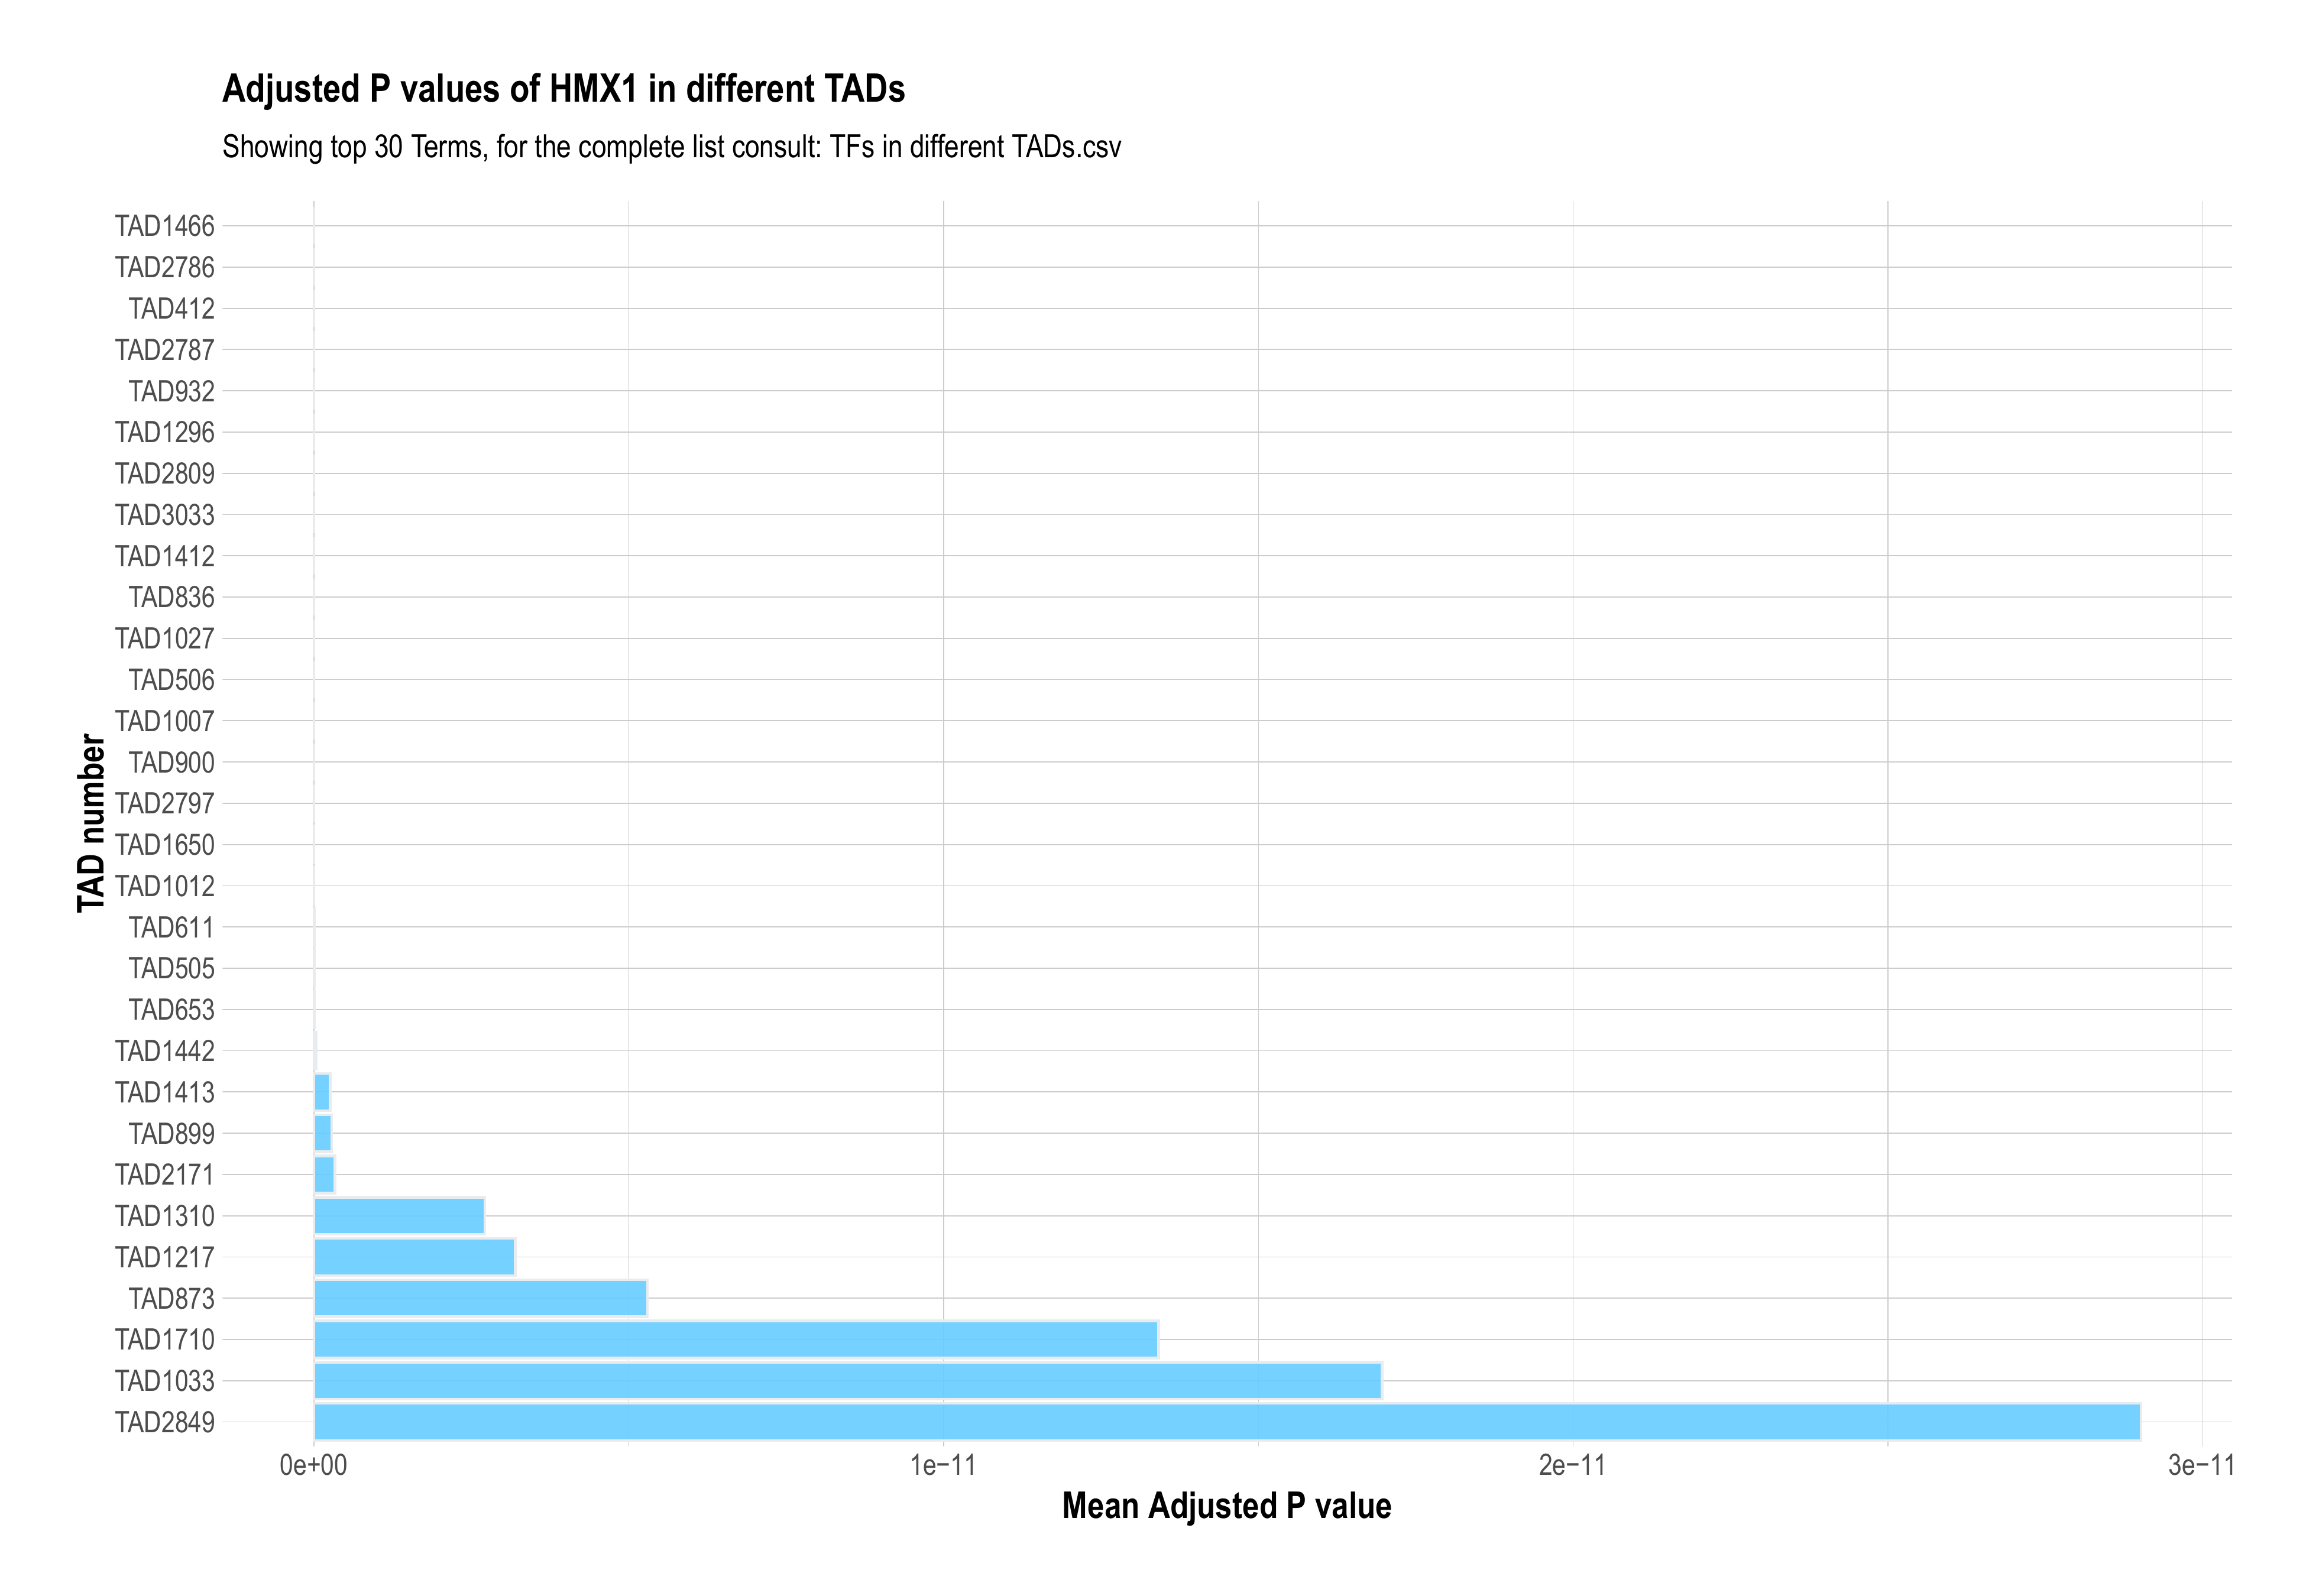 Adjusted P values of HMX1 in different TADs
Showing top 30 Terms, for the complete list consult: TFs in different TADs.csv
TAD number
TAD1466
TAD2786
TAD412
TAD2787
TAD932
TAD1296
TAD2809
TAD3033
TAD1412
TAD836
TAD1027
TAD506
TAD1007
TAD900
TAD2797
TAD1650
TAD1012
TAD611
TAD505
TAD653
TAD1442
TAD1413
TAD899
TAD2171
TAD1310
TAD1217
TAD873
TAD1710
TAD1033
TAD2849
0e+00 1e−11 2e−11 3e−11
Mean Adjusted P value